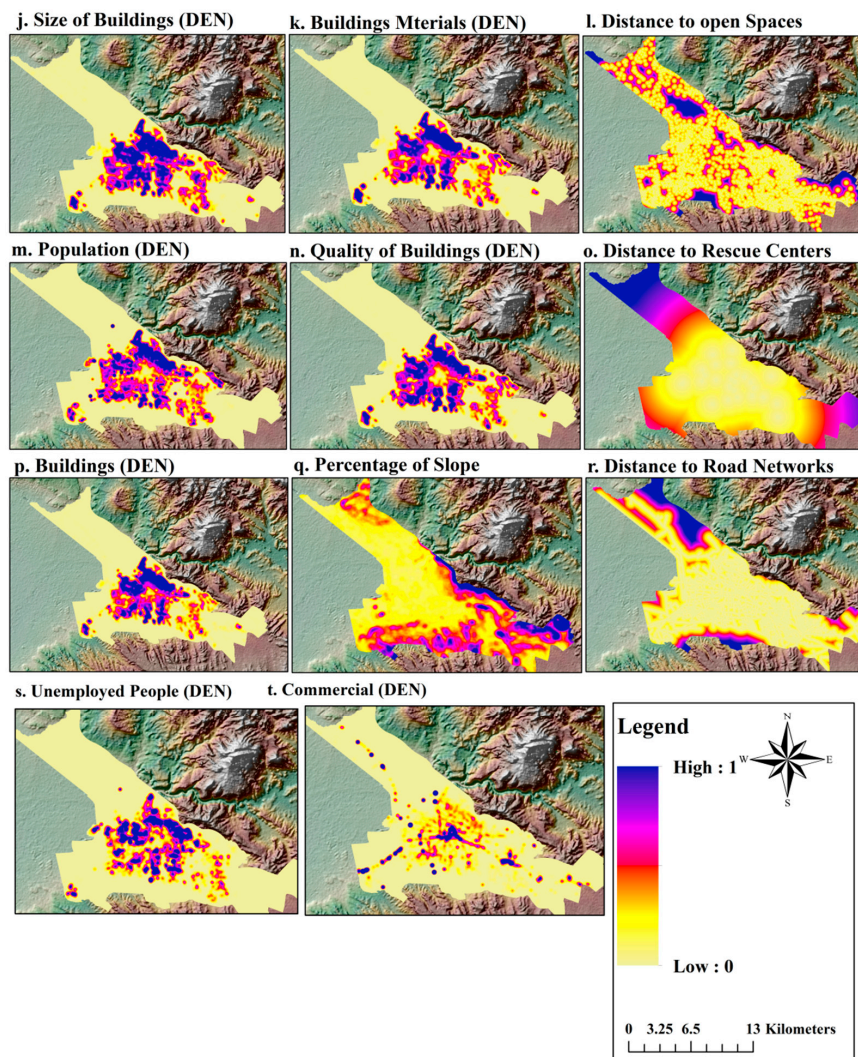 j. Size of Buildings (DEN)
k. Buildings Mterials (DEN)
l. Distance to open Spaces
m. Population (DEN)
n. Quality of Buildings (DEN)
o. Distance to Rescue Centers
p. Buildings (DEN)
q. Percentage of Slope
r. Distance to Road Networks
s. Unemployed People (DEN)
t. Commercial (DEN)
Legend
High : 1
Low : 0
N
W
E
S
0 3.25 6.5 13 Kilometers